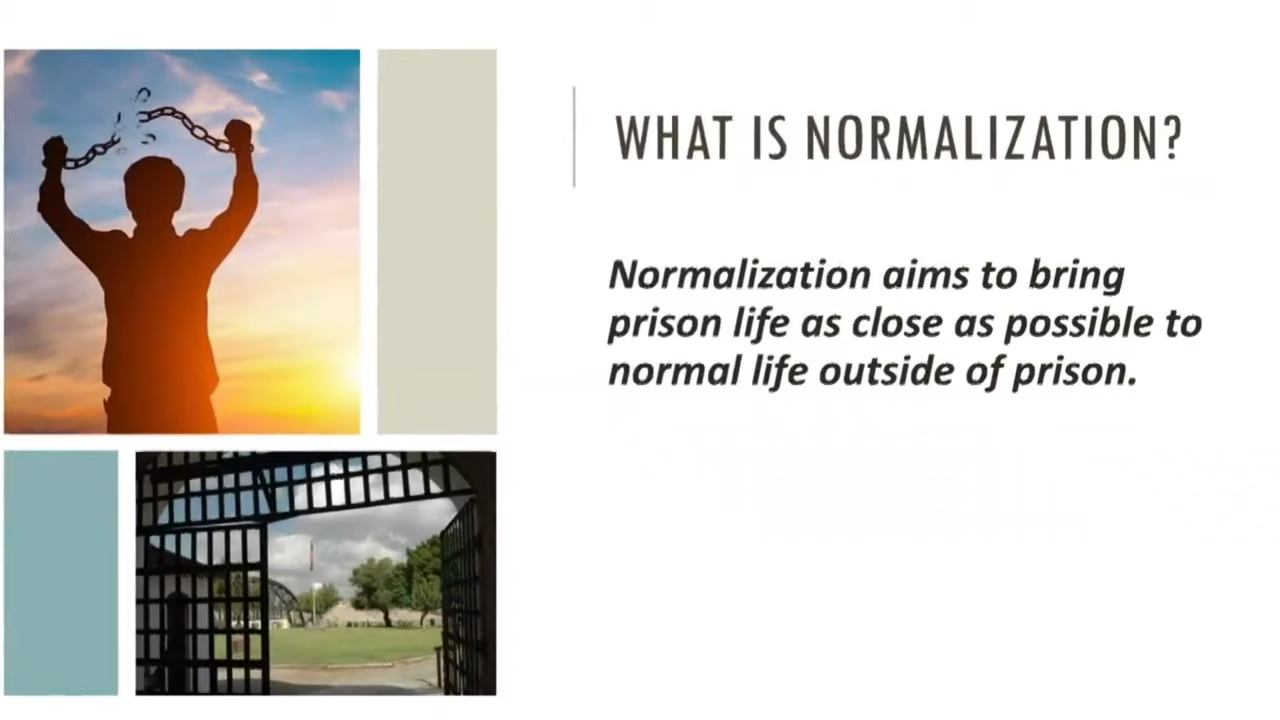 WHAT IS NORMALIZATION?
Normalization aims to bring
prison life as close as possible to
normal life outside of prison.